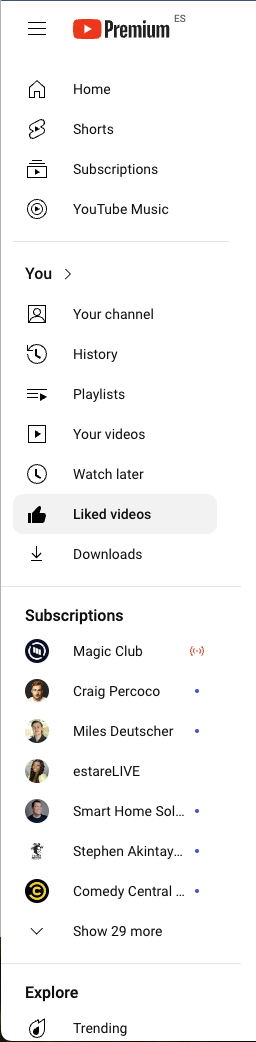 Premium ES
Home
Shorts
Subscriptions
YouTube Music
You
Your channel
History
Playlists
Your videos
Watch later
Liked videos
Downloads
Subscriptions
Magic Club
Craig Percoco
Miles Deutscher
estareLIVE
Smart Home Sol...
Stephen Akintay...
Comedy Central ...
Show 29 more
Explore
Trending